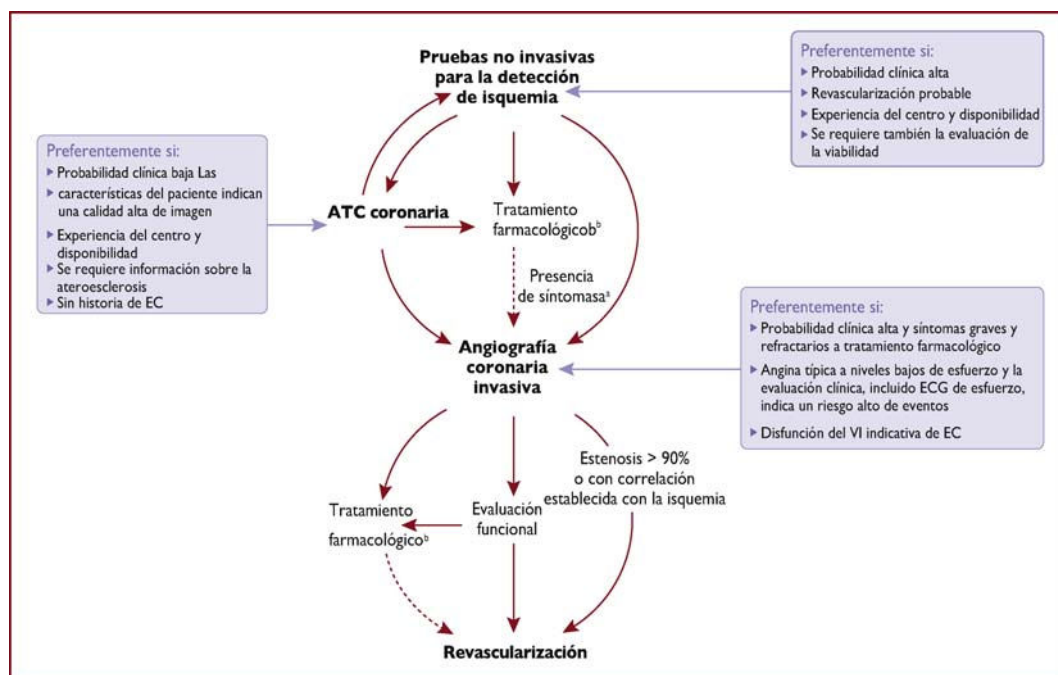 Pruebas no invasivas
para la detección
de isquemia
Preferentemente si:
Probabilidad clínica alta
Revascularización probable
Experiencia del centro y disponibilidad
Se requiere también la evaluación de
la viabilidad
Preferentemente si:
Probabilidad clínica baja Las
características del paciente indican
una calidad alta de imagen
Experiencia del centro y
disponibilidad
Se requiere información sobre la
ateroesclerosis
Sin historia de EC
ATC coronaria
Tratamiento
farmacológicobᵇ
Presencia
de síntomasaᵃ
Angiografía
coronaria
invasiva
Preferentemente si:
Probabilidad clínica alta y síntomas graves y
refractarios a tratamiento farmacológico
Angina típica a niveles bajos de esfuerzo y la
evaluación clínica, incluido ECG de esfuerzo,
indica un riesgo alto de eventos
Disfunción del VI indicativa de EC
Tratamiento
farmacológicoᵇ
Evaluación
funcional
Estenosis > 90%
o con correlación
establecida con la isquemia
Revascularización